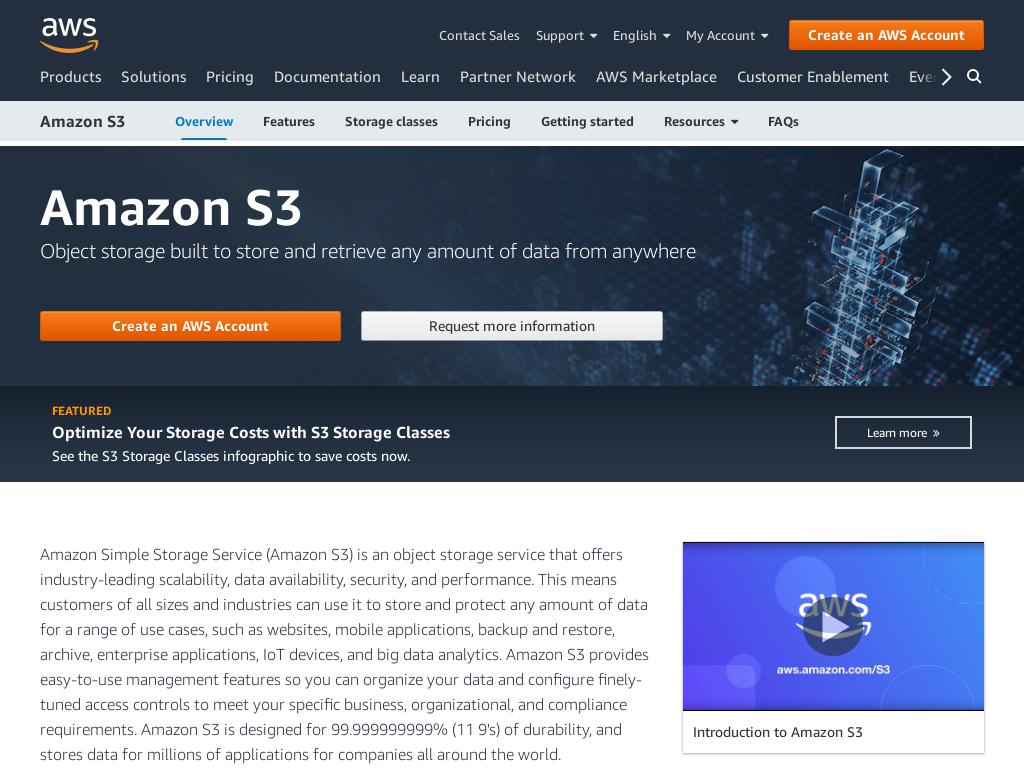 aws
Contact Sales Support English My Account Create an AWS Account
Products Solutions Pricing Documentation Learn Partner Network AWS Marketplace Customer Enablement Eve
Amazon S3 Overview Features Storage classes Pricing Getting started Resources FAQs
Amazon S3
Object storage built to store and retrieve any amount of data from anywhere
Create an AWS Account Request more information
FEATURED
Optimize Your Storage Costs with S3 Storage Classes
See the S3 Storage Classes infographic to save costs now.
Learn more »
Amazon Simple Storage Service (Amazon S3) is an object storage service that offers
industry-leading scalability, data availability, security, and performance. This means
customers of all sizes and industries can use it to store and protect any amount of data
for a range of use cases, such as websites, mobile applications, backup and restore,
archive, enterprise applications, IoT devices, and big data analytics. Amazon S3 provides
easy-to-use management features so you can organize your data and configure finely-
tuned access controls to meet your specific business, organizational, and compliance
requirements. Amazon S3 is designed for 99.999999999% (11 9's) of durability, and
stores data for millions of applications for companies all around the world.
aws
aws.amazon.com/S3
Introduction to Amazon S3